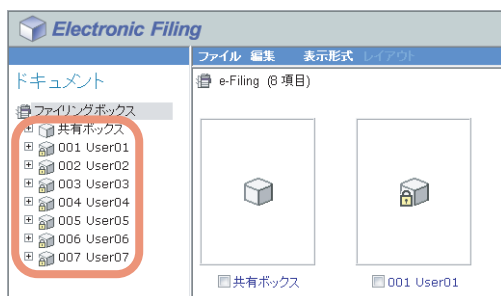 Electronic Filing
ファイル 編集 表示形式 レイアウト
ドキュメント
ファイリングボックス
共有ボックス
001 User01
002 User02
003 User03
004 User04
005 User05
006 User06
007 User07
e-Filing (8 項目)
共有ボックス
001 User01